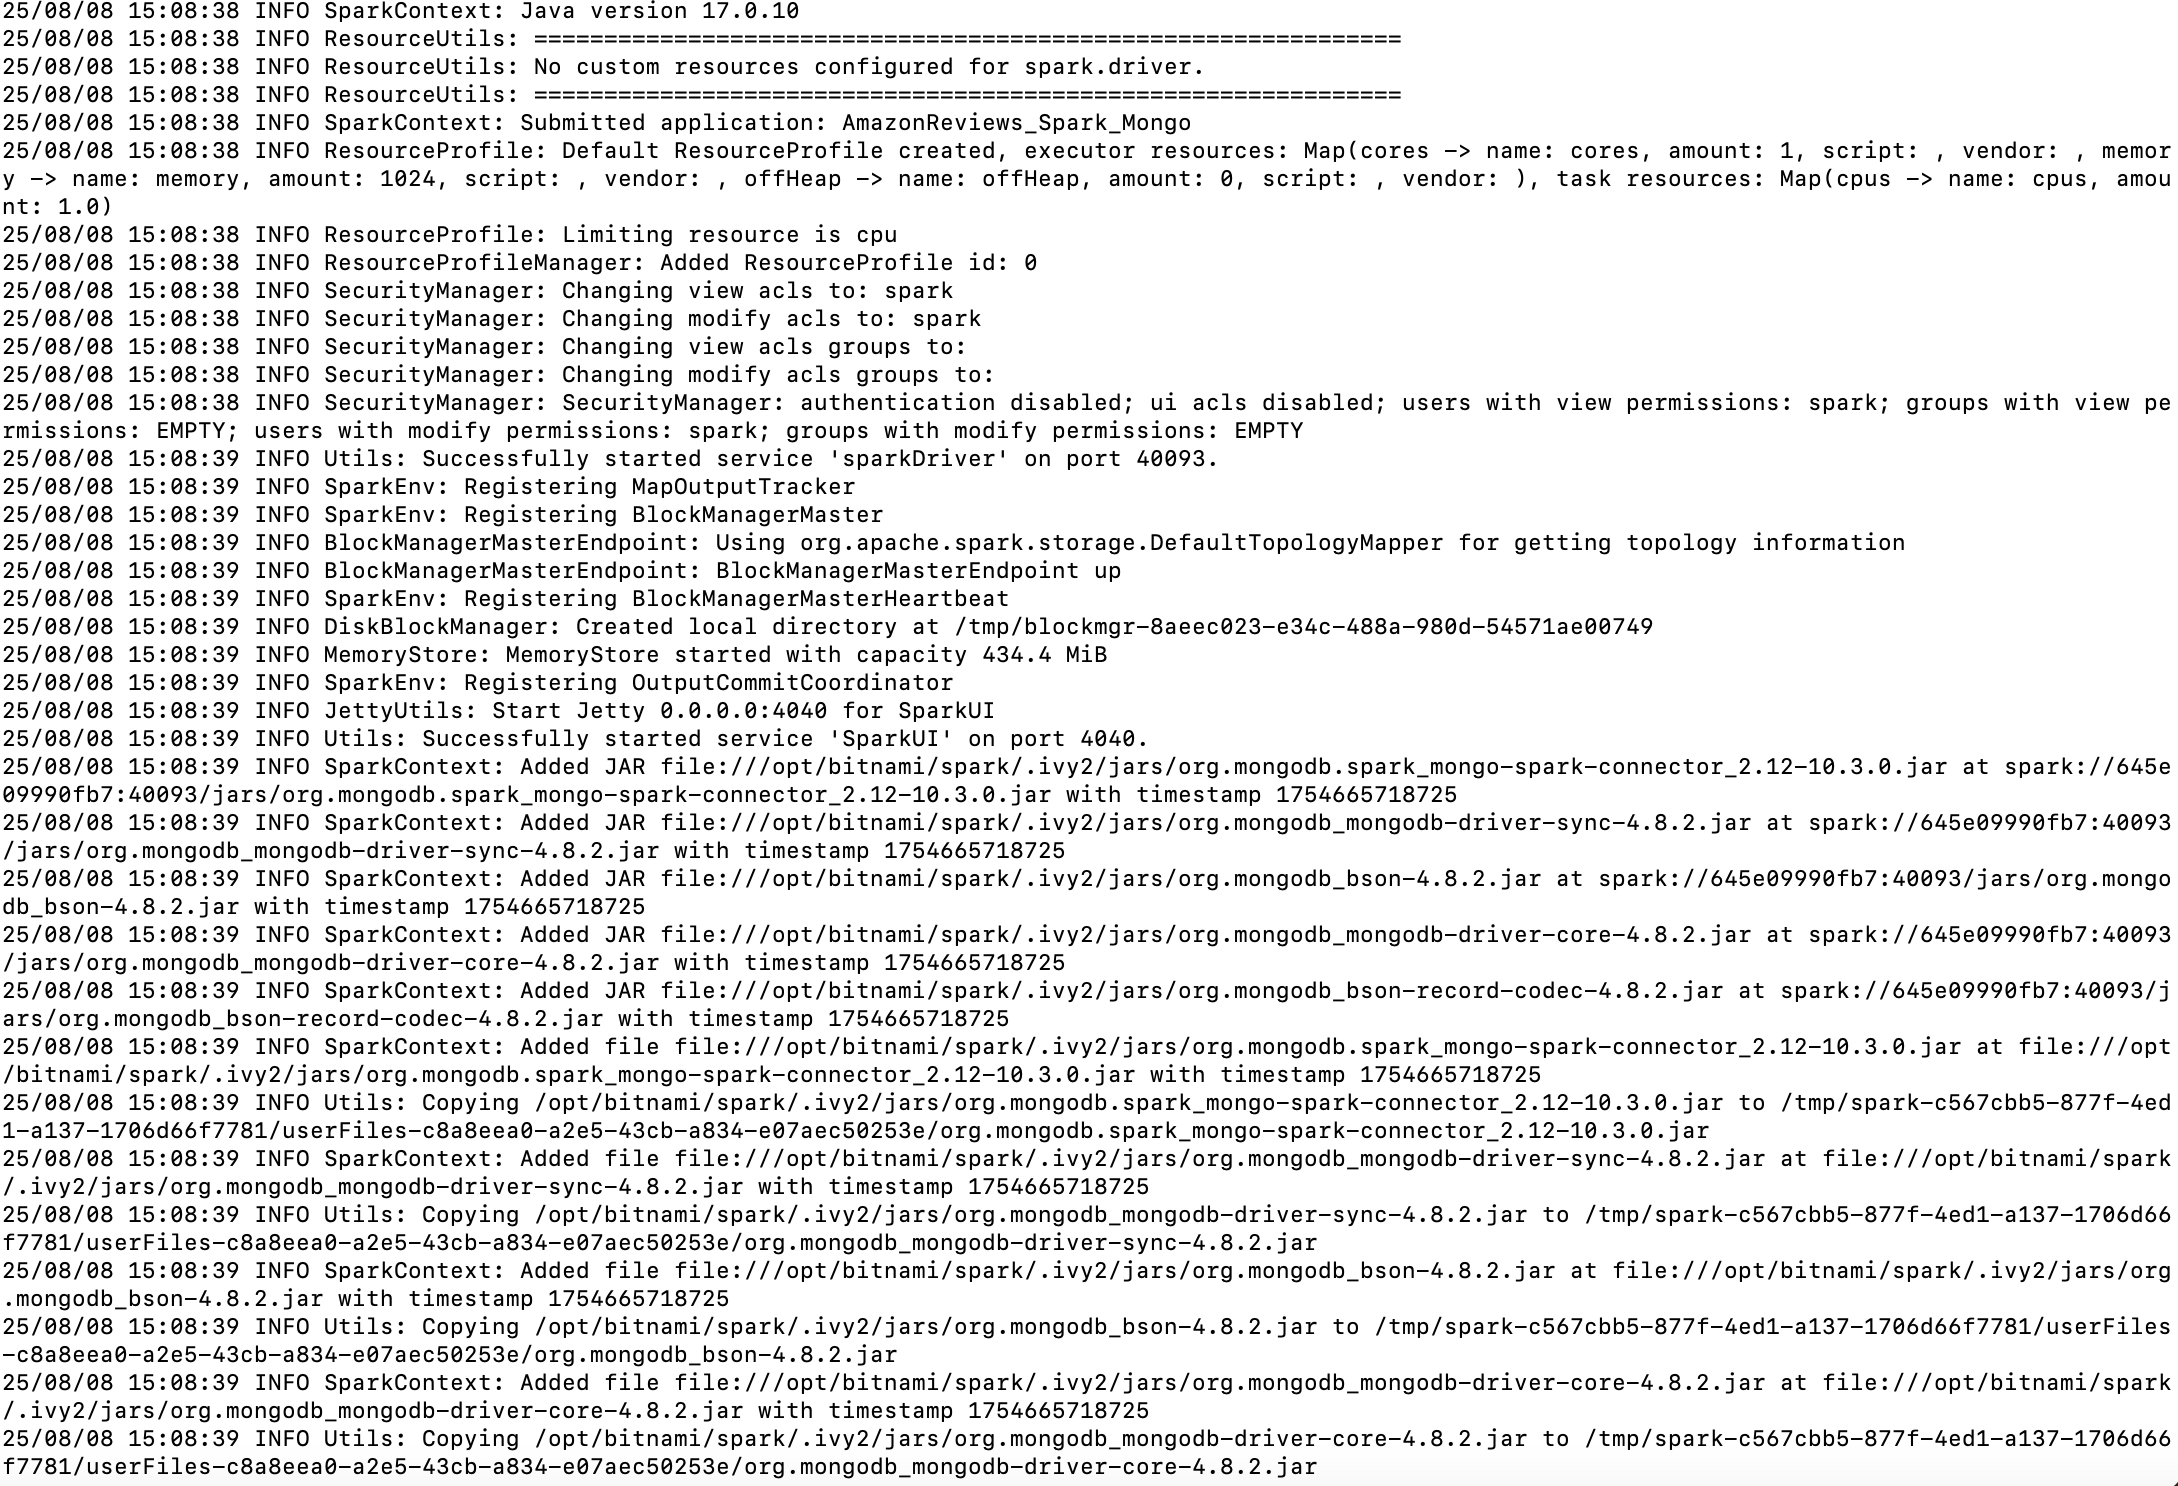 25/08/08 15:08:38 INFO SparkContext: Java version 17.0.10
25/08/08 15:08:38 INFO ResourceUtils: ==============================================================
25/08/08 15:08:38 INFO ResourceUtils: No custom resources configured for spark.driver.
25/08/08 15:08:38 INFO ResourceUtils: ==============================================================
25/08/08 15:08:38 INFO SparkContext: Submitted application: AmazonReviews_Spark_Mongo
25/08/08 15:08:38 INFO ResourceProfile: Default ResourceProfile created, executor resources: Map(cores -> name: cores, amount: 1, script: , vendor: , memor
y -> name: memory, amount: 1024, script: , vendor: , offHeap -> name: offHeap, amount: 0, script: , vendor: ), task resources: Map(cpus -> name: cpus, amou
nt: 1.0)
25/08/08 15:08:38 INFO ResourceProfile: Limiting resource is cpu
25/08/08 15:08:38 INFO ResourceProfileManager: Added ResourceProfile id: 0
25/08/08 15:08:38 INFO SecurityManager: Changing view acls to: spark
25/08/08 15:08:38 INFO SecurityManager: Changing modify acls to: spark
25/08/08 15:08:38 INFO SecurityManager: Changing view acls groups to:
25/08/08 15:08:38 INFO SecurityManager: Changing modify acls groups to:
25/08/08 15:08:38 INFO SecurityManager: SecurityManager: authentication disabled; ui acls disabled; users with view permissions: spark; groups with view pe
rmissions: EMPTY; users with modify permissions: spark; groups with modify permissions: EMPTY
25/08/08 15:08:39 INFO Utils: Successfully started service 'sparkDriver' on port 40093.
25/08/08 15:08:39 INFO SparkEnv: Registering MapOutputTracker
25/08/08 15:08:39 INFO SparkEnv: Registering BlockManagerMaster
25/08/08 15:08:39 INFO BlockManagerMasterEndpoint: Using org.apache.spark.storage.DefaultTopologyMapper for getting topology information
25/08/08 15:08:39 INFO BlockManagerMasterEndpoint: BlockManagerMasterEndpoint up
25/08/08 15:08:39 INFO SparkEnv: Registering BlockManagerMasterHeartbeat
25/08/08 15:08:39 INFO DiskBlockManager: Created local directory at /tmp/blockmgr-8aeec023-e34c-488a-980d-54571ae00749
25/08/08 15:08:39 INFO MemoryStore: MemoryStore started with capacity 434.4 MiB
25/08/08 15:08:39 INFO SparkEnv: Registering OutputCommitCoordinator
25/08/08 15:08:39 INFO JettyUtils: Start Jetty 0.0.0.0:4040 for SparkUI
25/08/08 15:08:39 INFO Utils: Successfully started service 'SparkUI' on port 4040.
25/08/08 15:08:39 INFO SparkContext: Added JAR file:///opt/bitnami/spark/.ivy2/jars/org.mongodb.spark_mongo-spark-connector_2.12-10.3.0.jar at spark://645e
09990fb7:40093/jars/org.mongodb.spark_mongo-spark-connector_2.12-10.3.0.jar with timestamp 1754665718725
25/08/08 15:08:39 INFO SparkContext: Added JAR file:///opt/bitnami/spark/.ivy2/jars/org.mongodb_mongodb-driver-sync-4.8.2.jar at spark://645e09990fb7:40093
/jars/org.mongodb_mongodb-driver-sync-4.8.2.jar with timestamp 1754665718725
25/08/08 15:08:39 INFO SparkContext: Added JAR file:///opt/bitnami/spark/.ivy2/jars/org.mongodb_bson-4.8.2.jar at spark://645e09990fb7:40093/jars/org.mongo
db_bson-4.8.2.jar with timestamp 1754665718725
25/08/08 15:08:39 INFO SparkContext: Added JAR file:///opt/bitnami/spark/.ivy2/jars/org.mongodb_mongodb-driver-core-4.8.2.jar at spark://645e09990fb7:40093
/jars/org.mongodb_mongodb-driver-core-4.8.2.jar with timestamp 1754665718725
25/08/08 15:08:39 INFO SparkContext: Added JAR file:///opt/bitnami/spark/.ivy2/jars/org.mongodb_bson-record-codec-4.8.2.jar at spark://645e09990fb7:40093/j
ars/org.mongodb_bson-record-codec-4.8.2.jar with timestamp 1754665718725
25/08/08 15:08:39 INFO SparkContext: Added file file:///opt/bitnami/spark/.ivy2/jars/org.mongodb.spark_mongo-spark-connector_2.12-10.3.0.jar at file:///opt
/bitnami/spark/.ivy2/jars/org.mongodb.spark_mongo-spark-connector_2.12-10.3.0.jar with timestamp 1754665718725
25/08/08 15:08:39 INFO Utils: Copying /opt/bitnami/spark/.ivy2/jars/org.mongodb.spark_mongo-spark-connector_2.12-10.3.0.jar to /tmp/spark-c567cbb5-877f-4ed
1-a137-1706d66f7781/userFiles-c8a8eea0-a2e5-43cb-a834-e07aec50253e/org.mongodb.spark_mongo-spark-connector_2.12-10.3.0.jar
25/08/08 15:08:39 INFO SparkContext: Added file file:///opt/bitnami/spark/.ivy2/jars/org.mongodb_mongodb-driver-sync-4.8.2.jar at file:///opt/bitnami/spark
/.ivy2/jars/org.mongodb_mongodb-driver-sync-4.8.2.jar with timestamp 1754665718725
25/08/08 15:08:39 INFO Utils: Copying /opt/bitnami/spark/.ivy2/jars/org.mongodb_mongodb-driver-sync-4.8.2.jar to /tmp/spark-c567cbb5-877f-4ed1-a137-1706d66
f7781/userFiles-c8a8eea0-a2e5-43cb-a834-e07aec50253e/org.mongodb_mongodb-driver-sync-4.8.2.jar
25/08/08 15:08:39 INFO SparkContext: Added file file:///opt/bitnami/spark/.ivy2/jars/org.mongodb_bson-4.8.2.jar at file:///opt/bitnami/spark/.ivy2/jars/org
.mongodb_bson-4.8.2.jar with timestamp 1754665718725
25/08/08 15:08:39 INFO Utils: Copying /opt/bitnami/spark/.ivy2/jars/org.mongodb_bson-4.8.2.jar to /tmp/spark-c567cbb5-877f-4ed1-a137-1706d66f7781/userFiles
-c8a8eea0-a2e5-43cb-a834-e07aec50253e/org.mongodb_bson-4.8.2.jar
25/08/08 15:08:39 INFO SparkContext: Added file file:///opt/bitnami/spark/.ivy2/jars/org.mongodb_mongodb-driver-core-4.8.2.jar at file:///opt/bitnami/spark
/.ivy2/jars/org.mongodb_mongodb-driver-core-4.8.2.jar with timestamp 1754665718725
25/08/08 15:08:39 INFO Utils: Copying /opt/bitnami/spark/.ivy2/jars/org.mongodb_mongodb-driver-core-4.8.2.jar to /tmp/spark-c567cbb5-877f-4ed1-a137-1706d66
f7781/userFiles-c8a8eea0-a2e5-43cb-a834-e07aec50253e/org.mongodb_mongodb-driver-core-4.8.2.jar